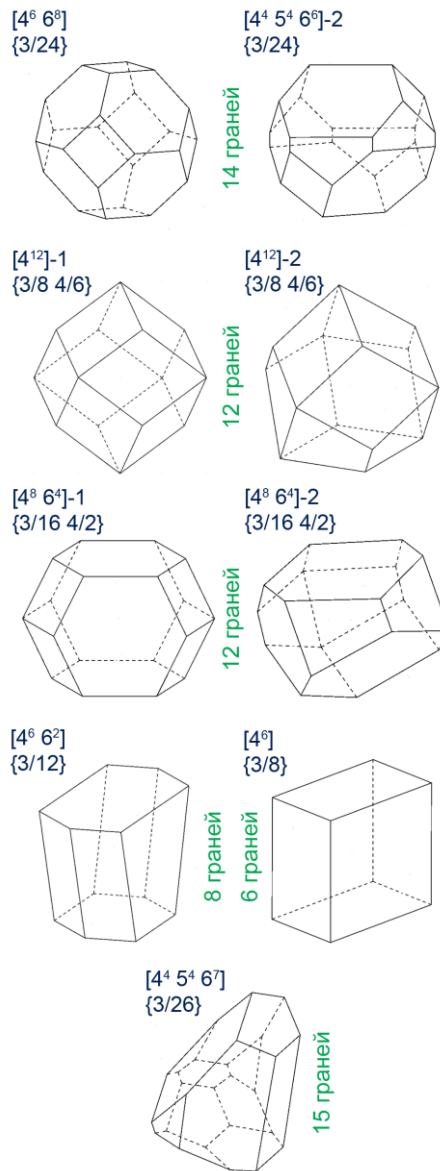 [4⁶ 6⁸]
{3/24}
14 граней
[4⁴ 5⁴ 6⁶]-2
{3/24}
[4¹²]-1
{3/8 4/6}
12 граней
[4¹²]-2
{3/8 4/6}
[4⁸ 6⁴]-1
{3/16 4/2}
12 граней
[4⁸ 6⁴]-2
{3/16 4/2}
[4⁶ 6²]
{3/12}
8 граней
6 граней
[4⁶]
{3/8}
[4⁴ 5⁴ 6⁷]
{3/26}
15 граней